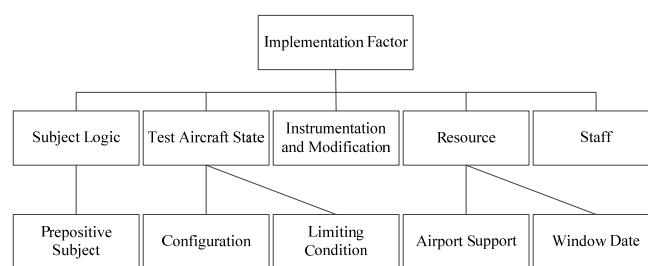 Implementation Factor
Subject Logic
Test Aircraft State
Instrumentation
and Modification
Resource
Staff
Prepositive
Subject
Configuration
Limiting
Condition
Airport Support
Window Date